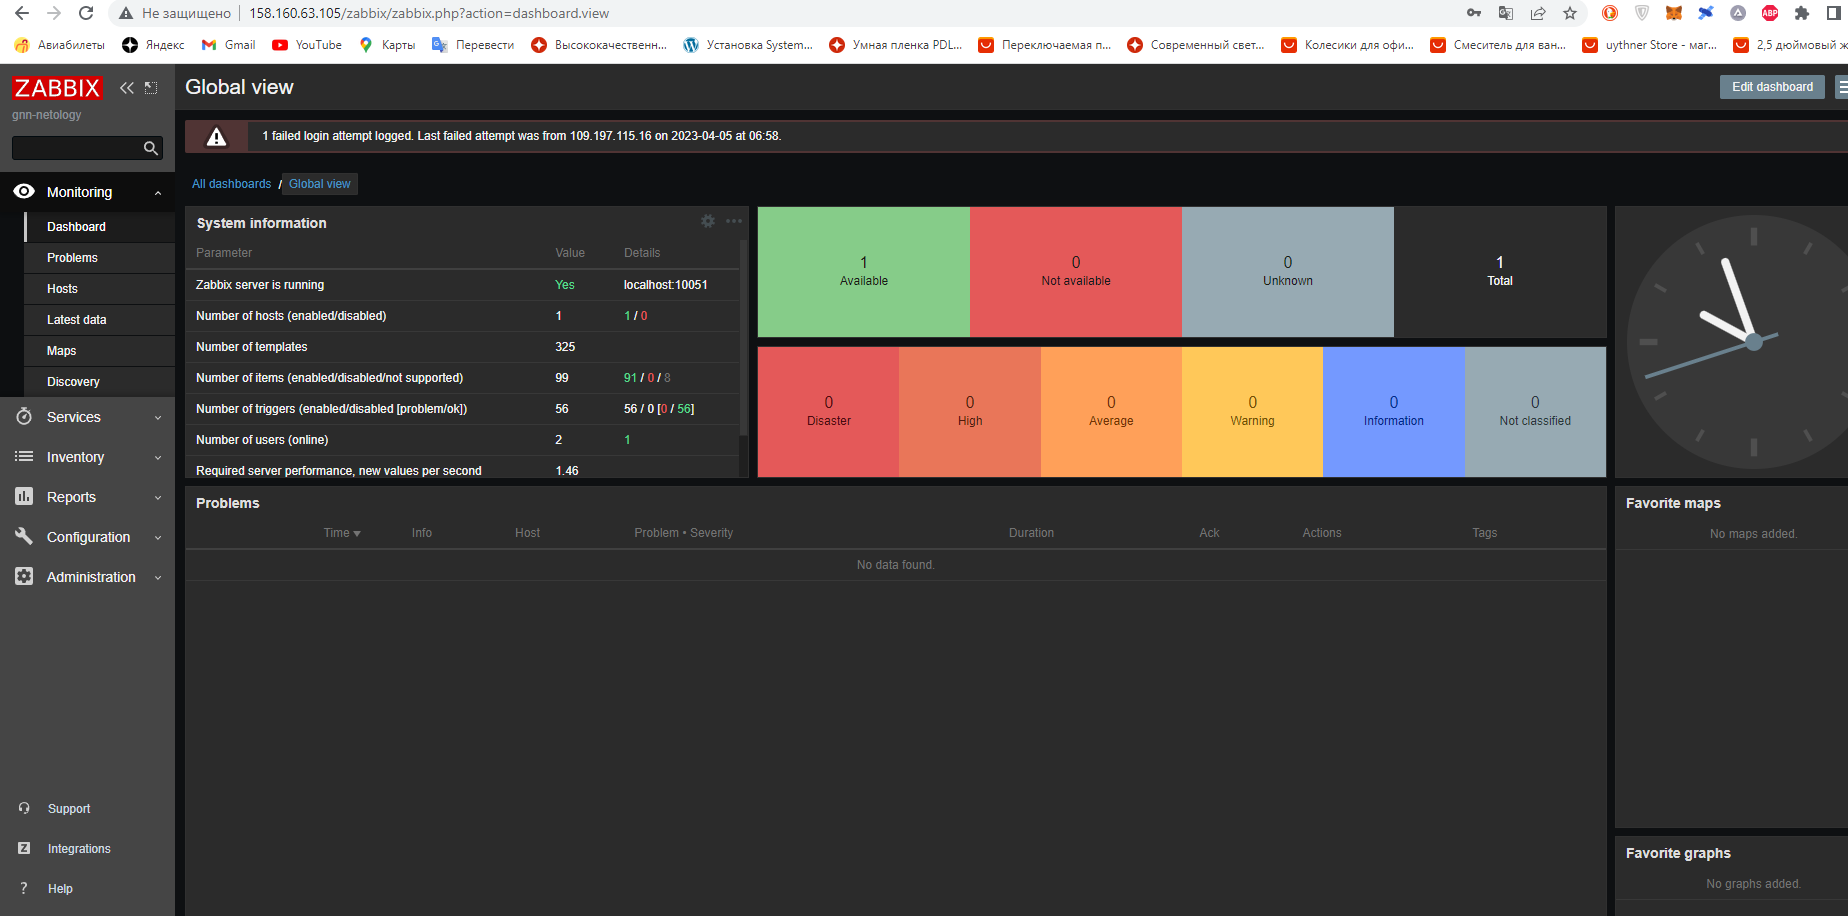 Не защищено 158.160.63.105/zabbix/zabbix.php?action=dashboard.view
ABP
Авиабилеты Яндекс Gmail YouTube Карты Перевести Высококачественн... Установка System... Умная пленка PDL... Переключаемая п... Современный свет... Колесики для офи... Смеситель для ван... uythner Store - маг... 2,5 дюймовый ж
ZABBIX
gnn-netology
Monitoring
Dashboard
Problems
Hosts
Latest data
Maps
Discovery
Services
Inventory
Reports
Configuration
Administration
Support
Z Integrations
? Help
Global view
Edit dashboard
1 failed login attempt logged. Last failed attempt was from 109.197.115.16 on 2023-04-05 at 06:58.
All dashboards / Global view
System information
Parameter Value Details
Zabbix server is running Yes localhost:10051
Number of hosts (enabled/disabled) 1 1 / 0
Number of templates 325
Number of items (enabled/disabled/not supported) 99 91 / 0 / 8
Number of triggers (enabled/disabled [problem/ok]) 56 56 / 0 [0 / 56]
Number of users (online) 2 1
Required server performance, new values per second 1.46
1 0 0 1
Available Not available Unknown Total
0 0 0 0 0 0
Disaster High Average Warning Information Not classified
Problems
Time Info Host Problem • Severity Duration Ack Actions Tags
No data found.
Favorite maps
No maps added.
Favorite graphs
No graphs added.